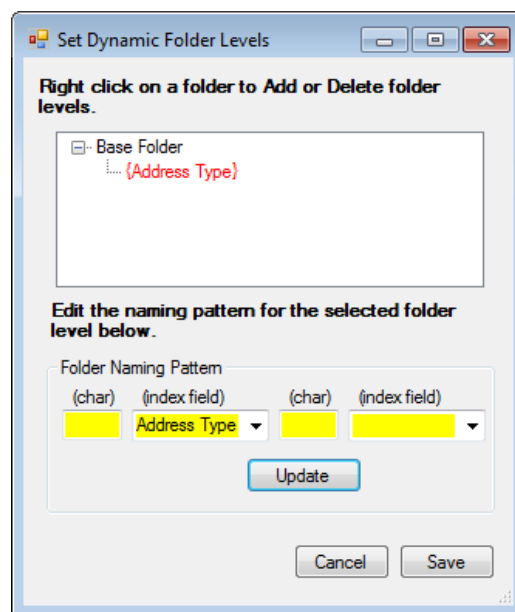 Set Dynamic Folder Levels
Right click on a folder to Add or Delete folder
levels.
Base Folder
{Address Type}
Edit the naming pattern for the selected folder
level below.
Folder Naming Pattern
(char) (index field) (char) (index field)
Address Type
Update
Cancel Save